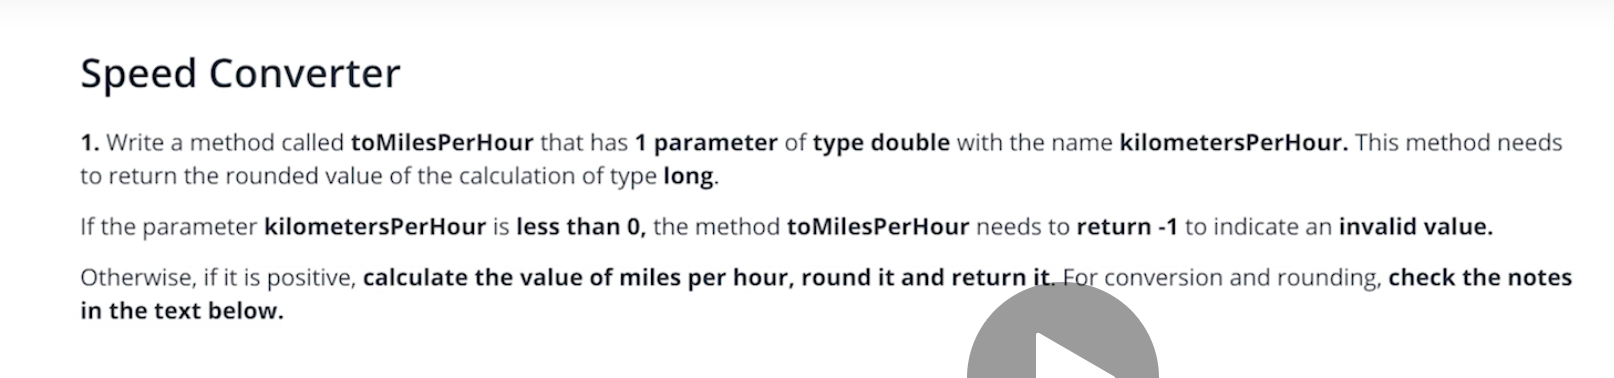 Speed Converter
1. Write a method called toMilesPerHour that has 1 parameter of type double with the name kilometersPerHour. This method needs
to return the rounded value of the calculation of type long.
If the parameter kilometersPerHour is less than 0, the method toMilesPerHour needs to return -1 to indicate an invalid value.
Otherwise, if it is positive, calculate the value of miles per hour, round it and return it. For conversion and rounding, check the notes
in the text below.